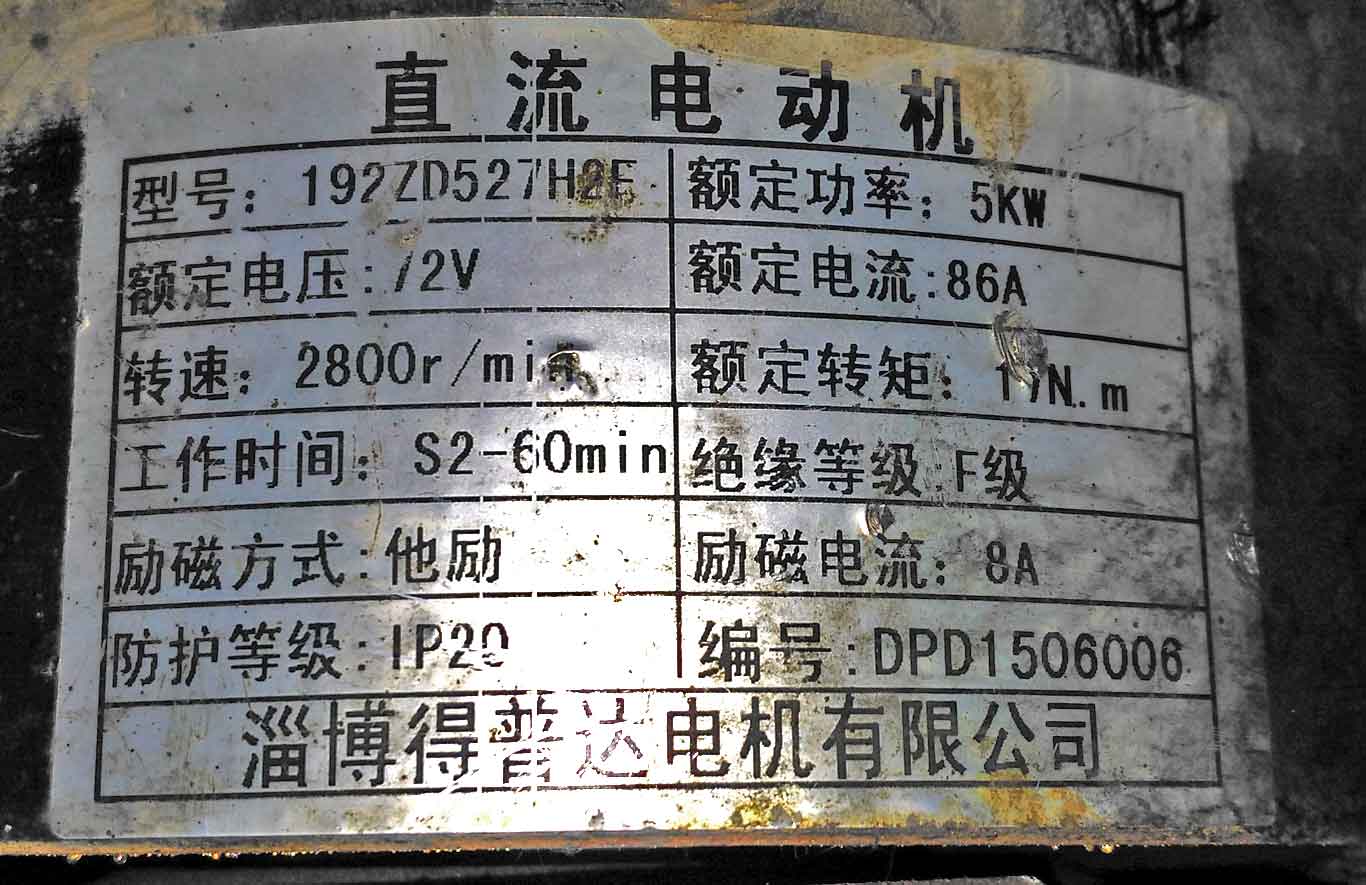 直流电动机
型号: 192ZD527H2E 额定功率: 5KW
额定电压: 72V 额定电流: 86A
转速: 2800r/min 额定转矩: 17N.m
工作时间: S2-60min 绝缘等级: F级
励磁方式: 他励 励磁电流: 8A
防护等级: IP20 编号: DPD1506006
淄博得普达电机有限公司